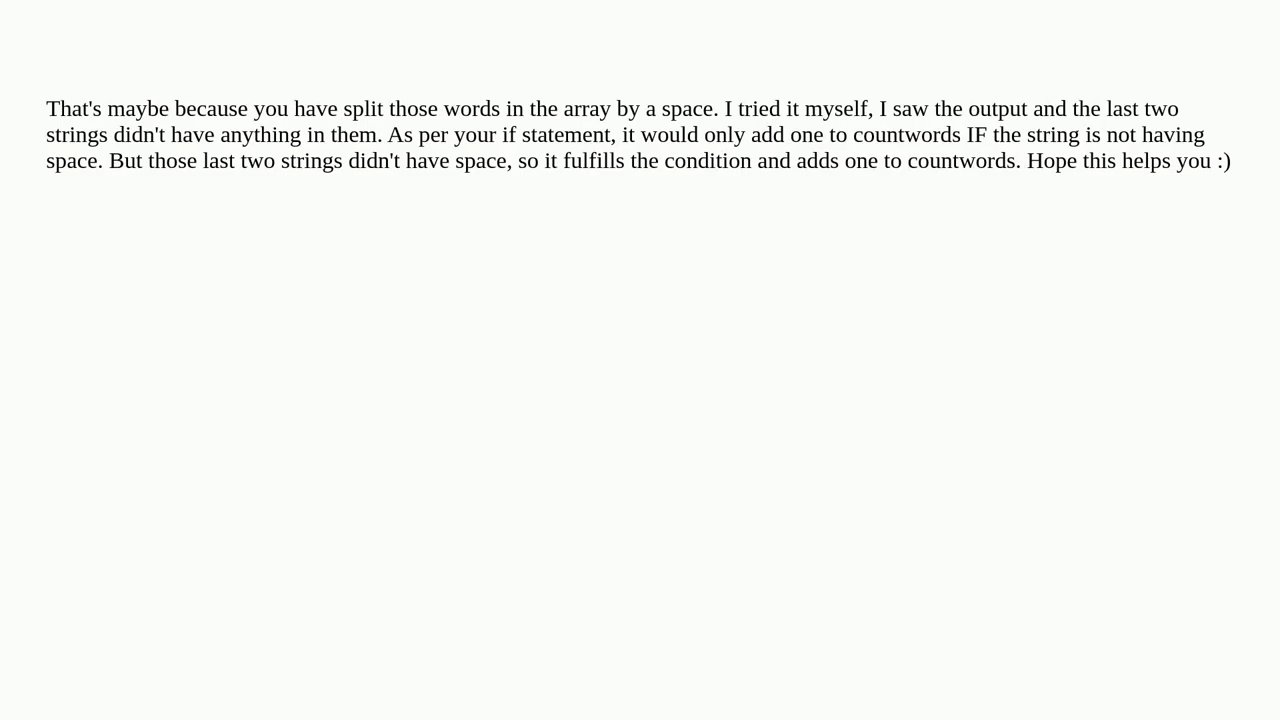 That's maybe because you have split those words in the array by a space. I tried it myself, I saw the output and the last two
strings didn't have anything in them. As per your if statement, it would only add one to countwords IF the string is not having
space. But those last two strings didn't have space, so it fulfills the condition and adds one to countwords. Hope this helps you :)